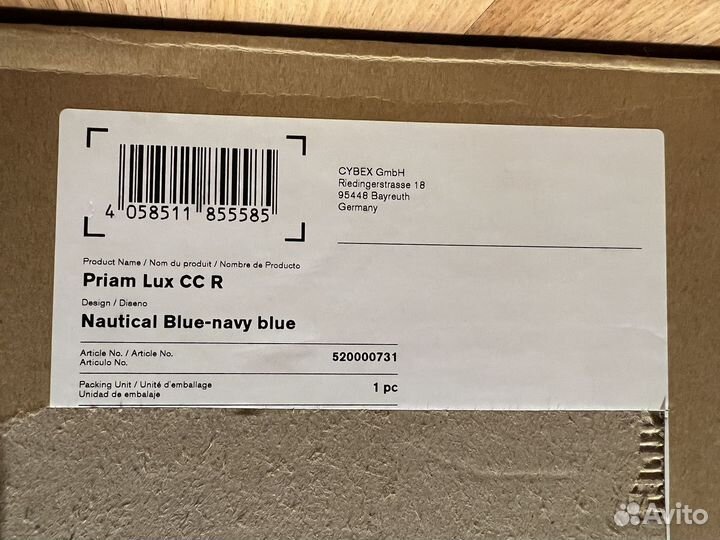 4 058511 855585
CYBEX GmbH
Riedingerstrasse 18
95448 Bayreuth
Germany
Product Name / Nom du produit / Nombre de Producto
Priam Lux CC R
Design / Diseno
Nautical Blue-navy blue
Article No. / Article No.
Articulo No.
520000731
Packing Unit / Unité d'emballage
Unidad de embalaje
1 pc
Avito